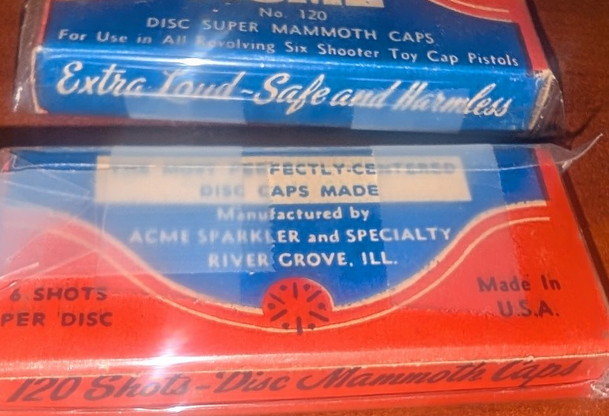 No. 120
DISC SUPER MAMMOTH CAPS
For Use in All Revolving Six Shooter Toy Cap Pistols
Extra Loud-Safe and Harmless
THE MOST PERFECTLY-CENTERED
DISC CAPS MADE
Manufactured by
ACME SPARKLER and SPECIALTY
RIVER GROVE, ILL.
6 SHOTS
PER DISC
Made In
U.S.A.
120 Shots-Disc Mammoth Caps